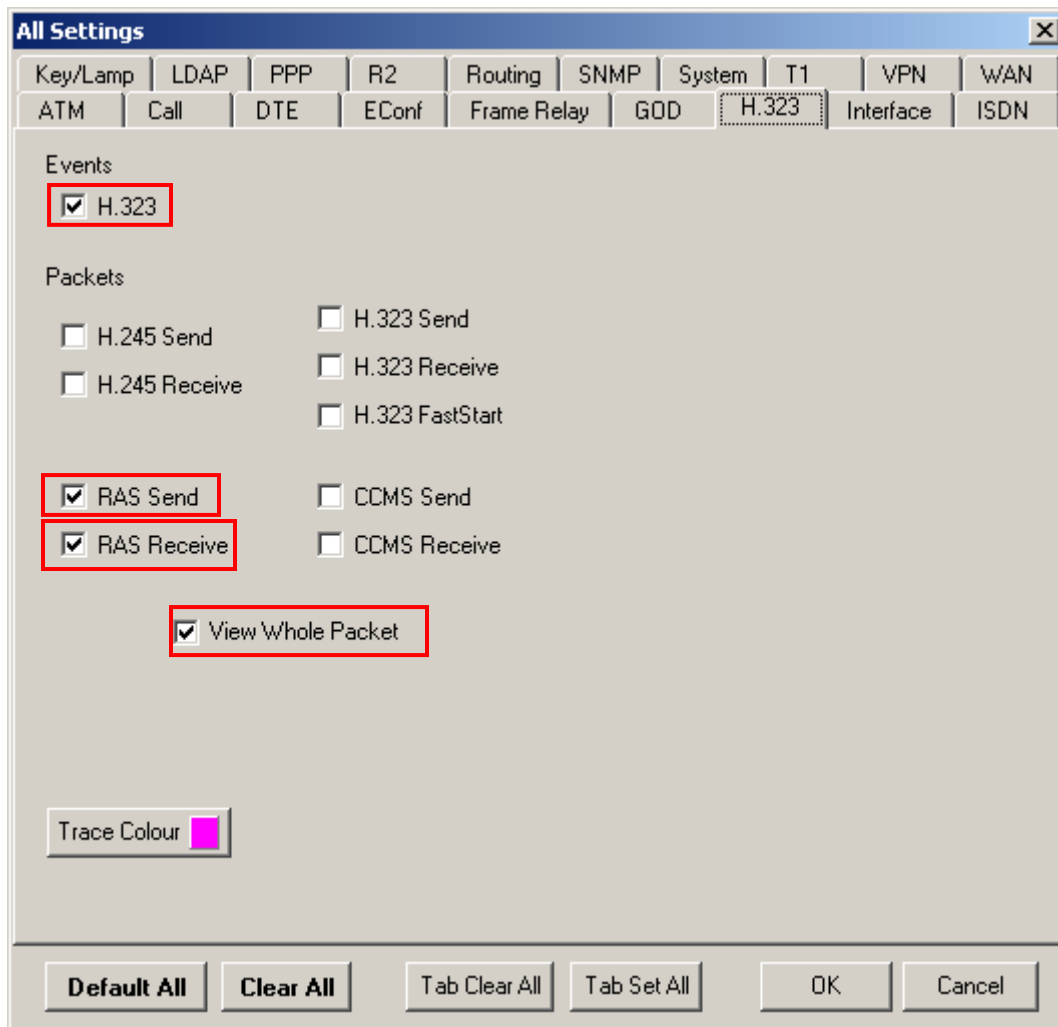 All Settings
Key/Lamp LDAP PPP R2 Routing SNMP System T1 VPN WAN
ATM Call DTE EConf Frame Relay GOD H.323 Interface ISDN
Events
H.323
Packets
H.245 Send
H.245 Receive
H.323 Send
H.323 Receive
H.323 FastStart
RAS Send
RAS Receive
CCMS Send
CCMS Receive
View Whole Packet
Trace Colour
Default All Clear All Tab Clear All Tab Set All OK Cancel